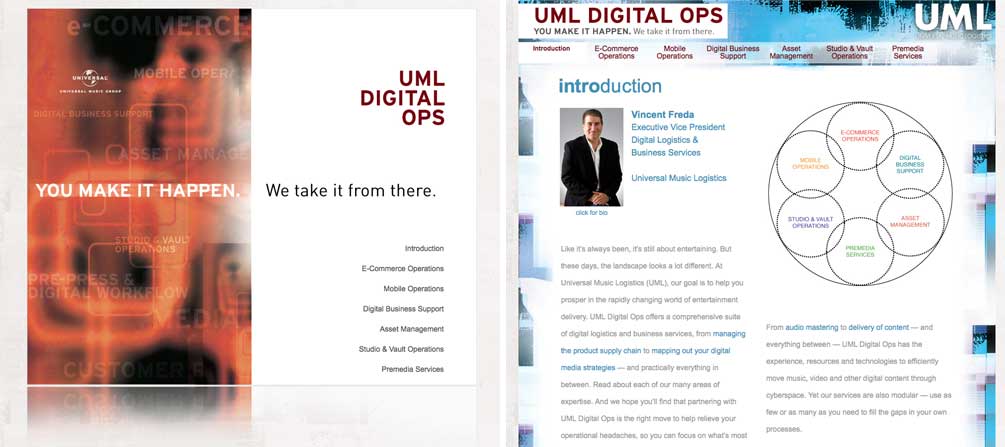 e-COMMERCE
MOBILE OPERA
UNIVERSAL
UNIVERSAL MUSIC GROUP
DIGITAL BUSINESS SUPPORT
ASSET MANAGE
UML
DIGITAL
OPS
YOU MAKE IT HAPPEN. We take it from there.
STUDIO & VAULT
OPERATIONS
PRE-PRESS &
DIGITAL WORKFLOW
MEDIA
CUSTOMER
Introduction
E-Commerce Operations
Mobile Operations
Digital Business Support
Asset Management
Studio & Vault Operations
Premedia Services
UML DIGITAL OPS
YOU MAKE IT HAPPEN. We take it from there.
UML
Introduction
E-Commerce
Operations
Mobile
Operations
Digital Business
Support
Asset
Management
Studio & Vault
Operations
Premedia
Services
introduction
Vincent Freda
Executive Vice President
Digital Logistics &
Business Services
Universal Music Logistics
click for bio
E-COMMERCE
OPERATIONS
MOBILE
OPERATIONS
DIGITAL
BUSINESS
SUPPORT
STUDIO & VAULT
OPERATIONS
ASSET
MANAGEMENT
PREMEDIA
SERVICES
Like it's always been, it's still about entertaining. But
these days, the landscape looks a lot different. At
Universal Music Logistics (UML), our goal is to help you
prosper in the rapidly changing world of entertainment
delivery. UML Digital Ops offers a comprehensive suite
of digital logistics and business services, from managing
the product supply chain to mapping out your digital
media strategies — and practically everything in
between. Read about each of our many areas of
expertise. And we hope you'll find that partnering with
UML Digital Ops is the right move to help relieve your
operational headaches, so you can focus on what's most
From audio mastering to delivery of content — and
everything between — UML Digital Ops has the
experience, resources and technologies to efficiently
move music, video and other digital content through
cyberspace. Yet our services are also modular — use as
few or as many as you need to fill the gaps in your own
processes.